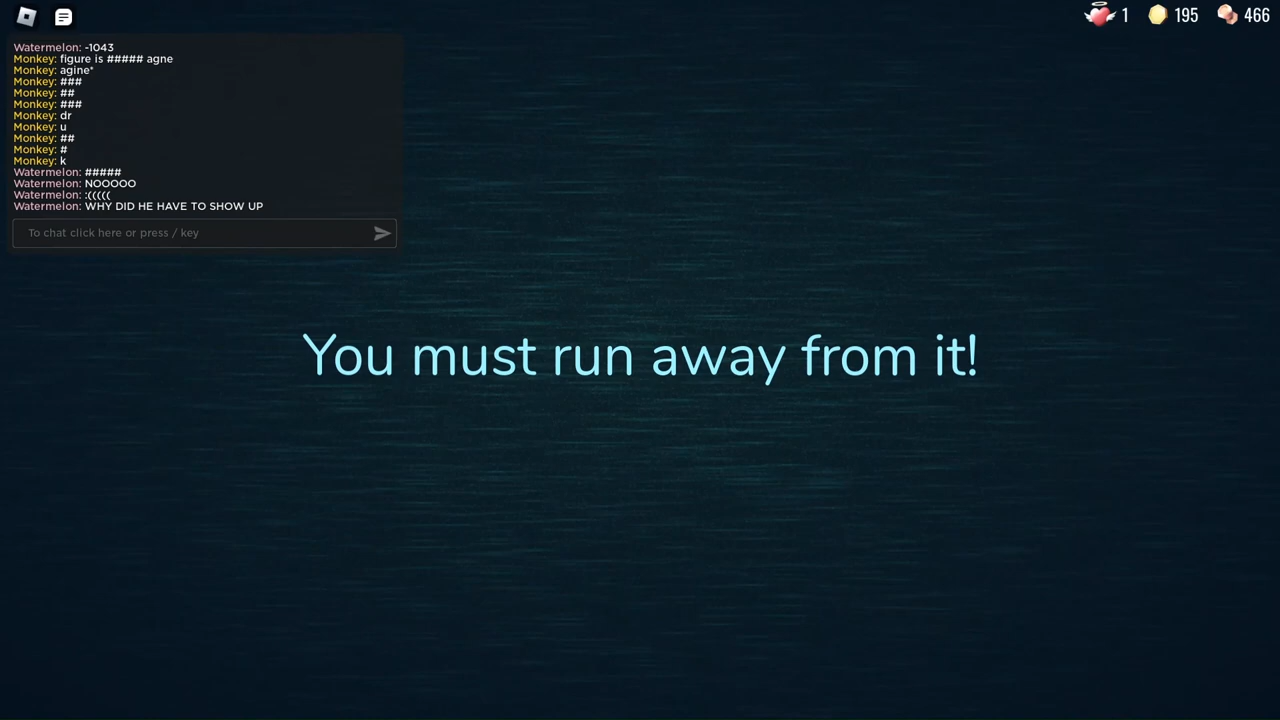 1 195 466
Watermelon: -1043
Monkey: figure is ##### agne
Monkey: agine*
Monkey: ###
Monkey: ##
Monkey: ###
Monkey: dr
Monkey: u
Monkey: ##
Monkey: #
Monkey: k
Watermelon: #####
Watermelon: NOOOOO
Watermelon: :(((((
Watermelon: WHY DID HE HAVE TO SHOW UP
To chat click here or press / key
You must run away from it!